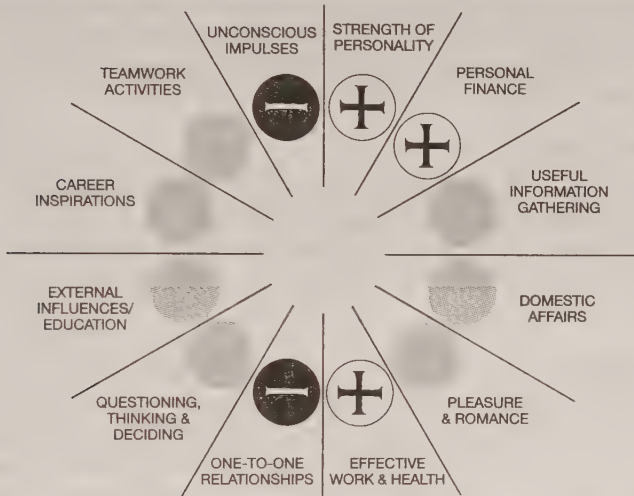 UNCONSCIOUS
IMPULSES
STRENGTH OF
PERSONALITY
TEAMWORK
ACTIVITIES
PERSONAL
FINANCE
CAREER
INSPIRATIONS
USEFUL
INFORMATION
GATHERING
EXTERNAL
INFLUENCES/
EDUCATION
DOMESTIC
AFFAIRS
QUESTIONING,
THINKING &
DECIDING
PLEASURE
& ROMANCE
ONE-TO-ONE
RELATIONSHIPS
EFFECTIVE
WORK & HEALTH